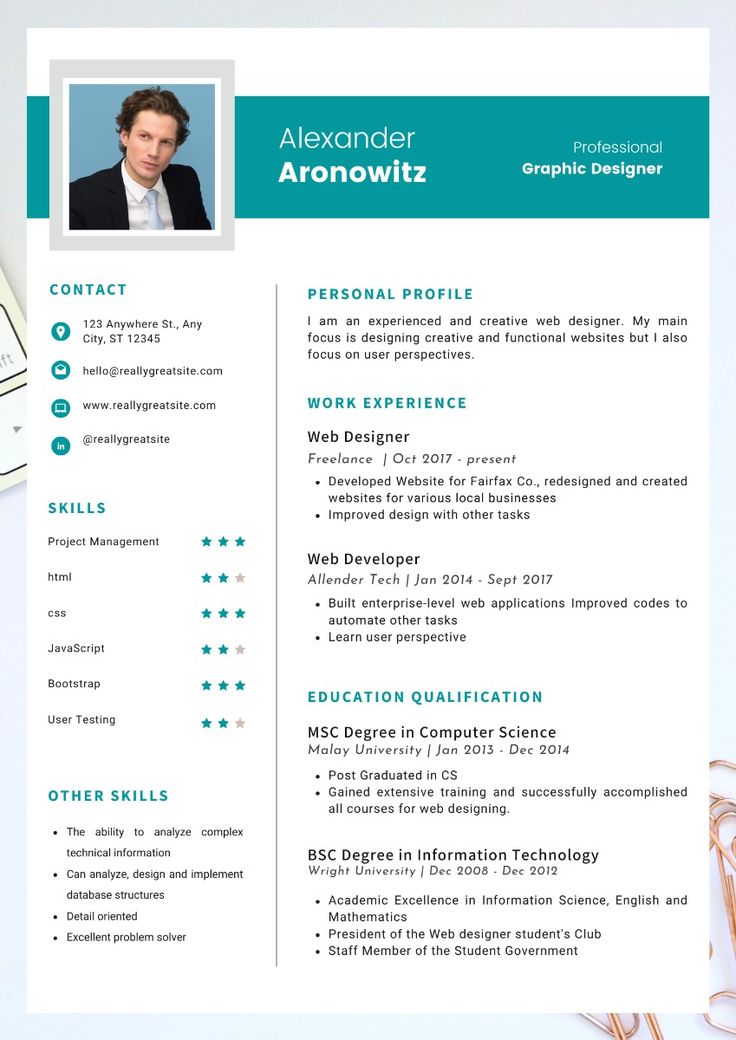 Alexander
Aronowitz
Professional
Graphic Designer
CONTACT
123 Anywhere St., Any
City, ST 12345
hello@reallygreatsite.com
www.reallygreatsite.com
in
@reallygreatsite
SKILLS
Project Management
html
css
JavaScript
Bootstrap
User Testing
OTHER SKILLS
• The ability to analyze complex
technical information
• Can analyze, design and implement
database structures
• Detail oriented
• Excellent problem solver
PERSONAL PROFILE
I am an experienced and creative web designer. My main
focus is designing creative and functional websites but I also
focus on user perspectives.
WORK EXPERIENCE
Web Designer
Freelance | Oct 2017 - present
• Developed Website for Fairfax Co., redesigned and created
websites for various local businesses
• Improved design with other tasks
Web Developer
Allender Tech | Jan 2014 - Sept 2017
• Built enterprise-level web applications Improved codes to
automate other tasks
• Learn user perspective
EDUCATION QUALIFICATION
MSC Degree in Computer Science
Malay University | Jan 2013 - Dec 2014
• Post Graduated in CS
• Gained extensive training and successfully accomplished
all courses for web designing.
BSC Degree in Information Technology
Wright University | Dec 2008 - Dec 2012
• Academic Excellence in Information Science, English and
Mathematics
• President of the Web designer student's Club
• Staff Member of the Student Government